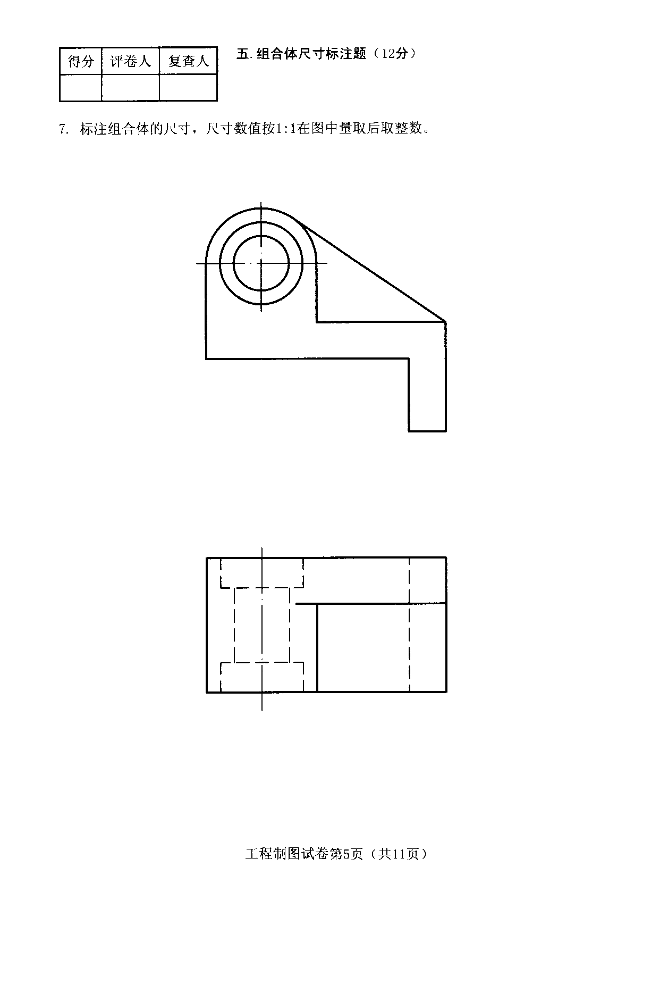 得分 评卷人 复查人
五.组合体尺寸标注题（12分）
7. 标注组合体的尺寸，尺寸数值按1:1在图中量取后取整数。
工程制图试卷第5页（共11页）